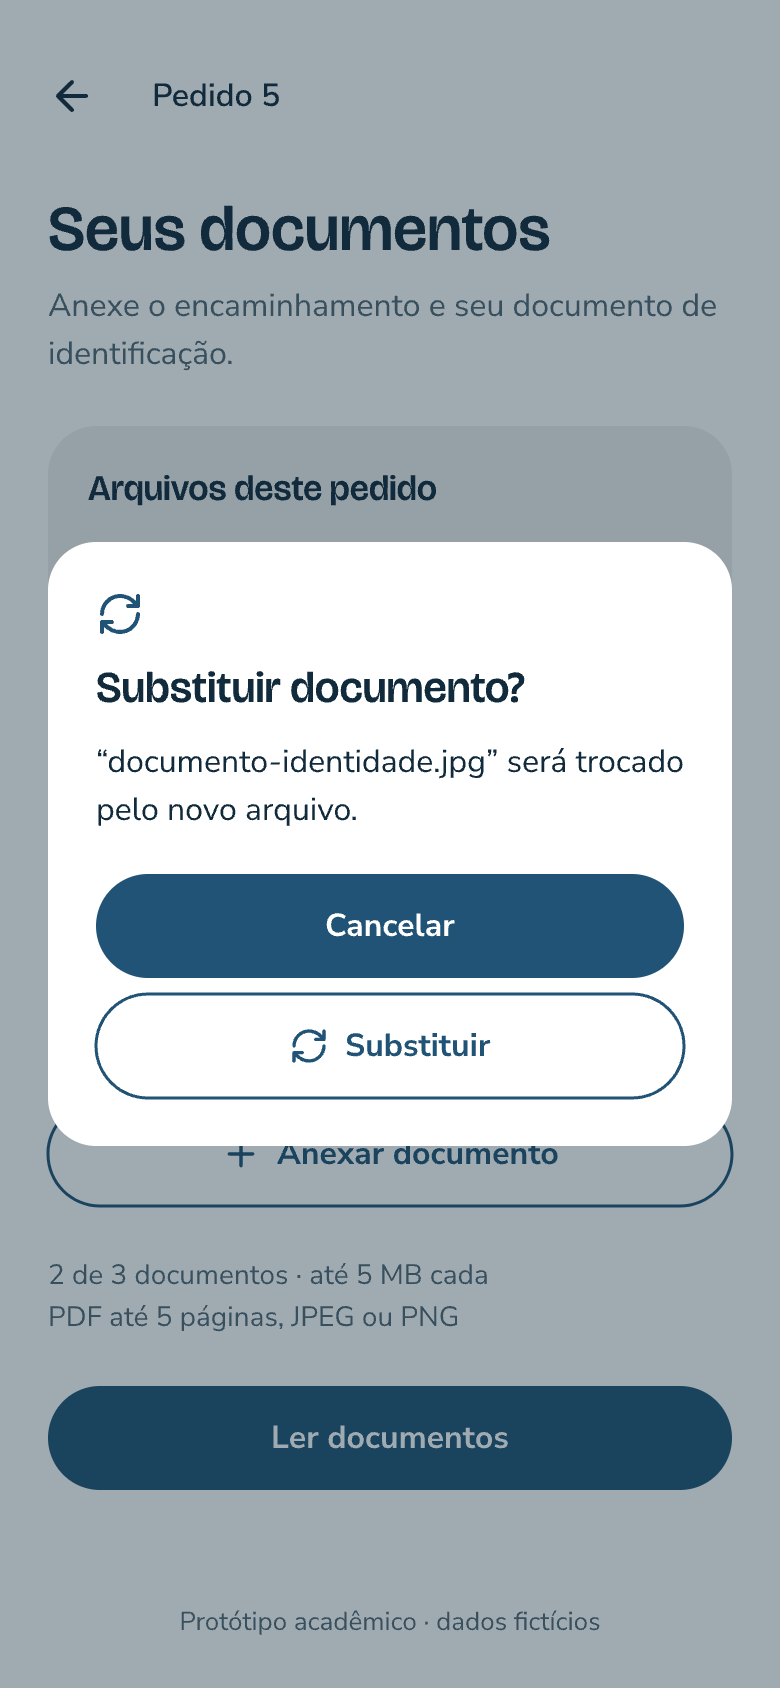 Pedido 5
Seus documentos
Anexe o encaminhamento e seu documento de
identificação.
Arquivos deste pedido
Substituir documento?
“documento-identidade.jpg” será trocado
pelo novo arquivo.
Cancelar
Substituir
Anexar documento
2 de 3 documentos · até 5 MB cada
PDF até 5 páginas, JPEG ou PNG
Ler documentos
Protótipo acadêmico · dados fictícios